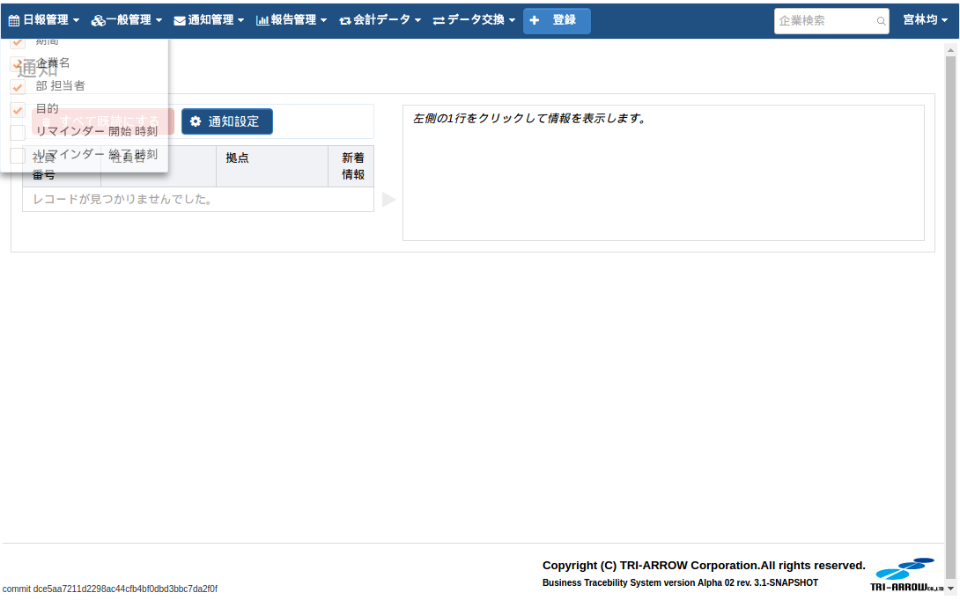 日報管理 一般管理 通知管理 報告管理 会計データ データ交換 + 登録 企業検索 宮林均
期間
企業名
通知
部 担当者
目的
すべて既読にする 通知設定
リマインダー 開始 時刻
リマインダー 終了 時刻
社員番号 社員名 拠点 新着情報
レコードが見つかりませんでした。
左側の1行をクリックして情報を表示します。
Copyright (C) TRI-ARROW Corporation.All rights reserved.
Business Tracebility System version Alpha 02 rev. 3.1-SNAPSHOT
TRI-ARROW Co.,Ltd
commit dce5aa7211d2298ac44cfb4bf0dbd3bbc7da2f0f